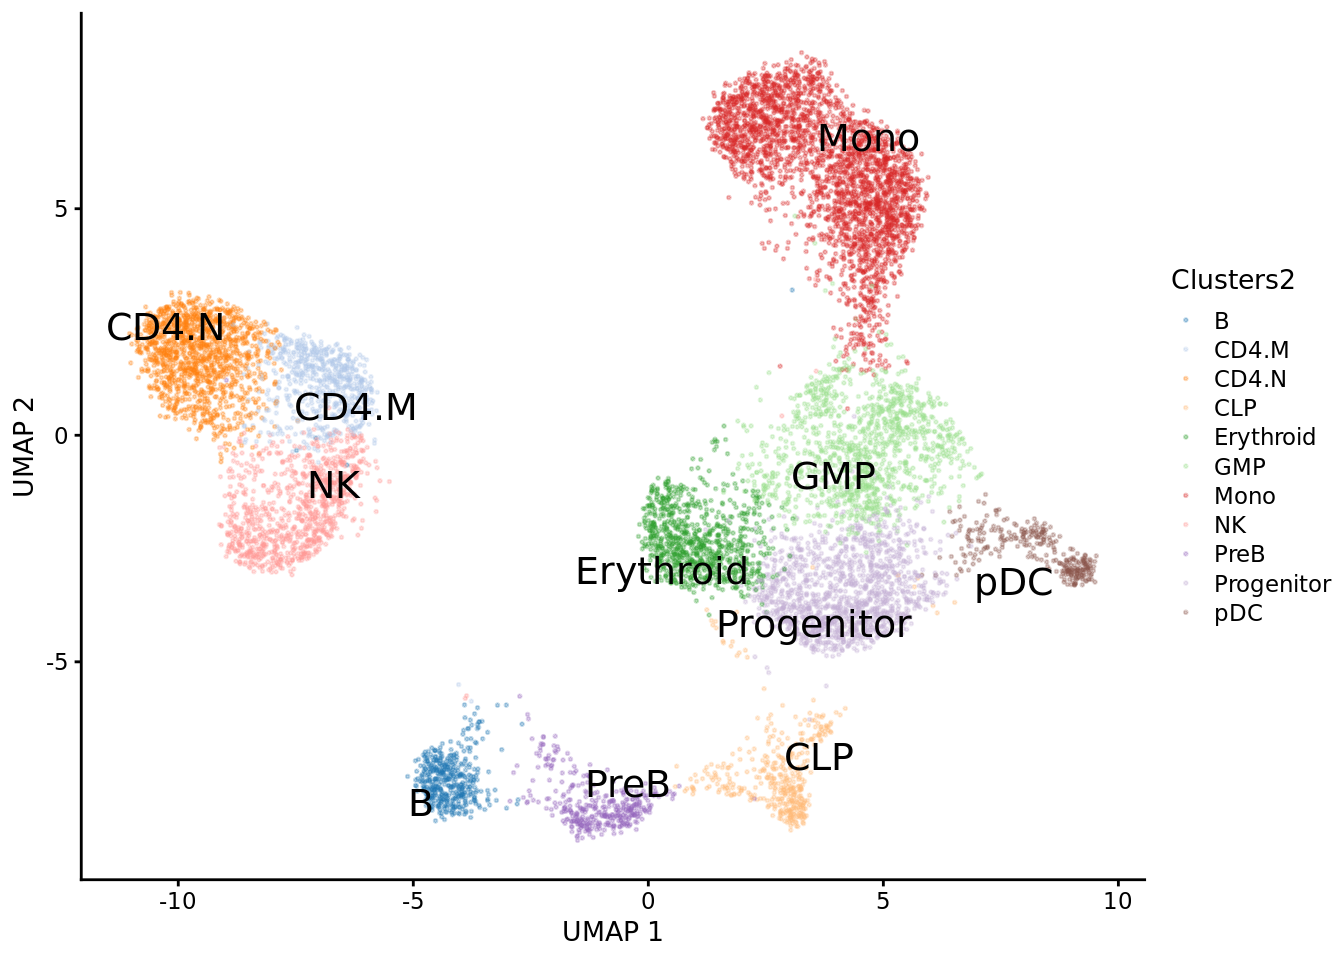 Mono
CD4.N
CD4.M
NK
GMP
Erythroid
pDC
Progenitor
CLP
PreB
B
5
0
-5
UMAP 2
-10
-5
0
5
10
UMAP 1
Clusters2
B
CD4.M
CD4.N
CLP
Erythroid
GMP
Mono
NK
PreB
Progenitor
pDC